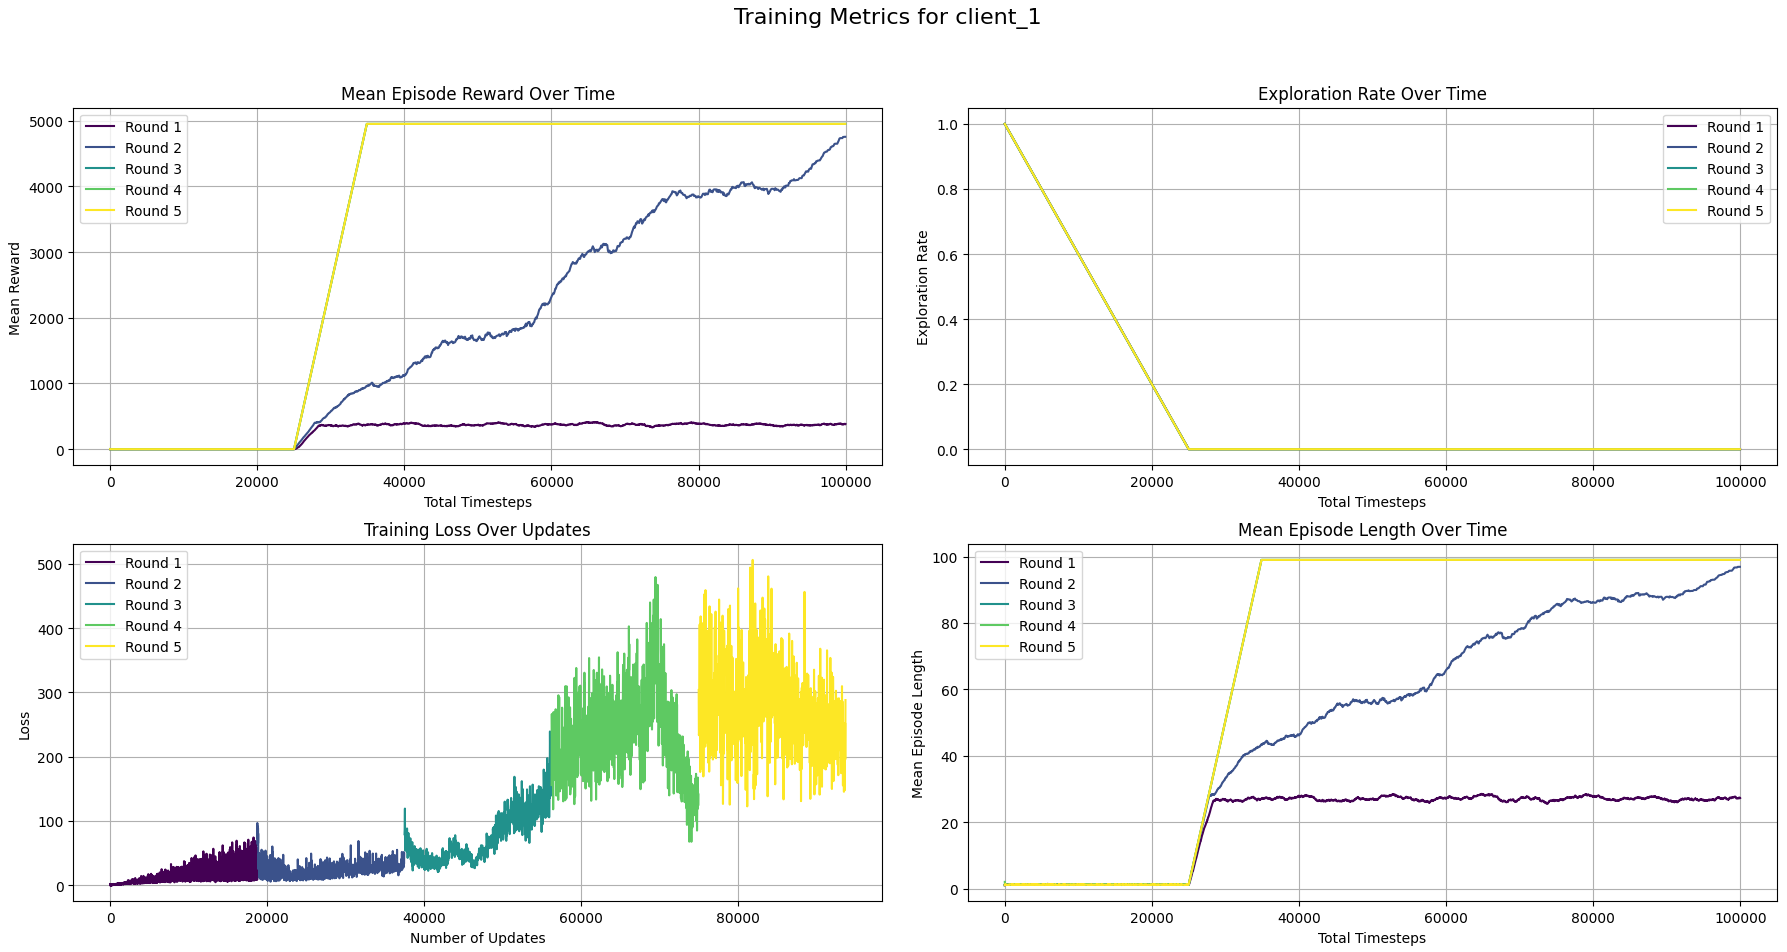 Training Metrics for client_1
Mean Episode Reward Over Time
Mean Reward
5000
4000
3000
2000
1000
0
Round 1
Round 2
Round 3
Round 4
Round 5
0 20000 40000 60000 80000 100000
Total Timesteps
Exploration Rate Over Time
Exploration Rate
1.0
0.8
0.6
0.4
0.2
0.0
Round 1
Round 2
Round 3
Round 4
Round 5
0 20000 40000 60000 80000 100000
Total Timesteps
Training Loss Over Updates
Loss
500
400
300
200
100
0
Round 1
Round 2
Round 3
Round 4
Round 5
0 20000 40000 60000 80000
Number of Updates
Mean Episode Length Over Time
Mean Episode Length
100
80
60
40
20
0
Round 1
Round 2
Round 3
Round 4
Round 5
0 20000 40000 60000 80000 100000
Total Timesteps